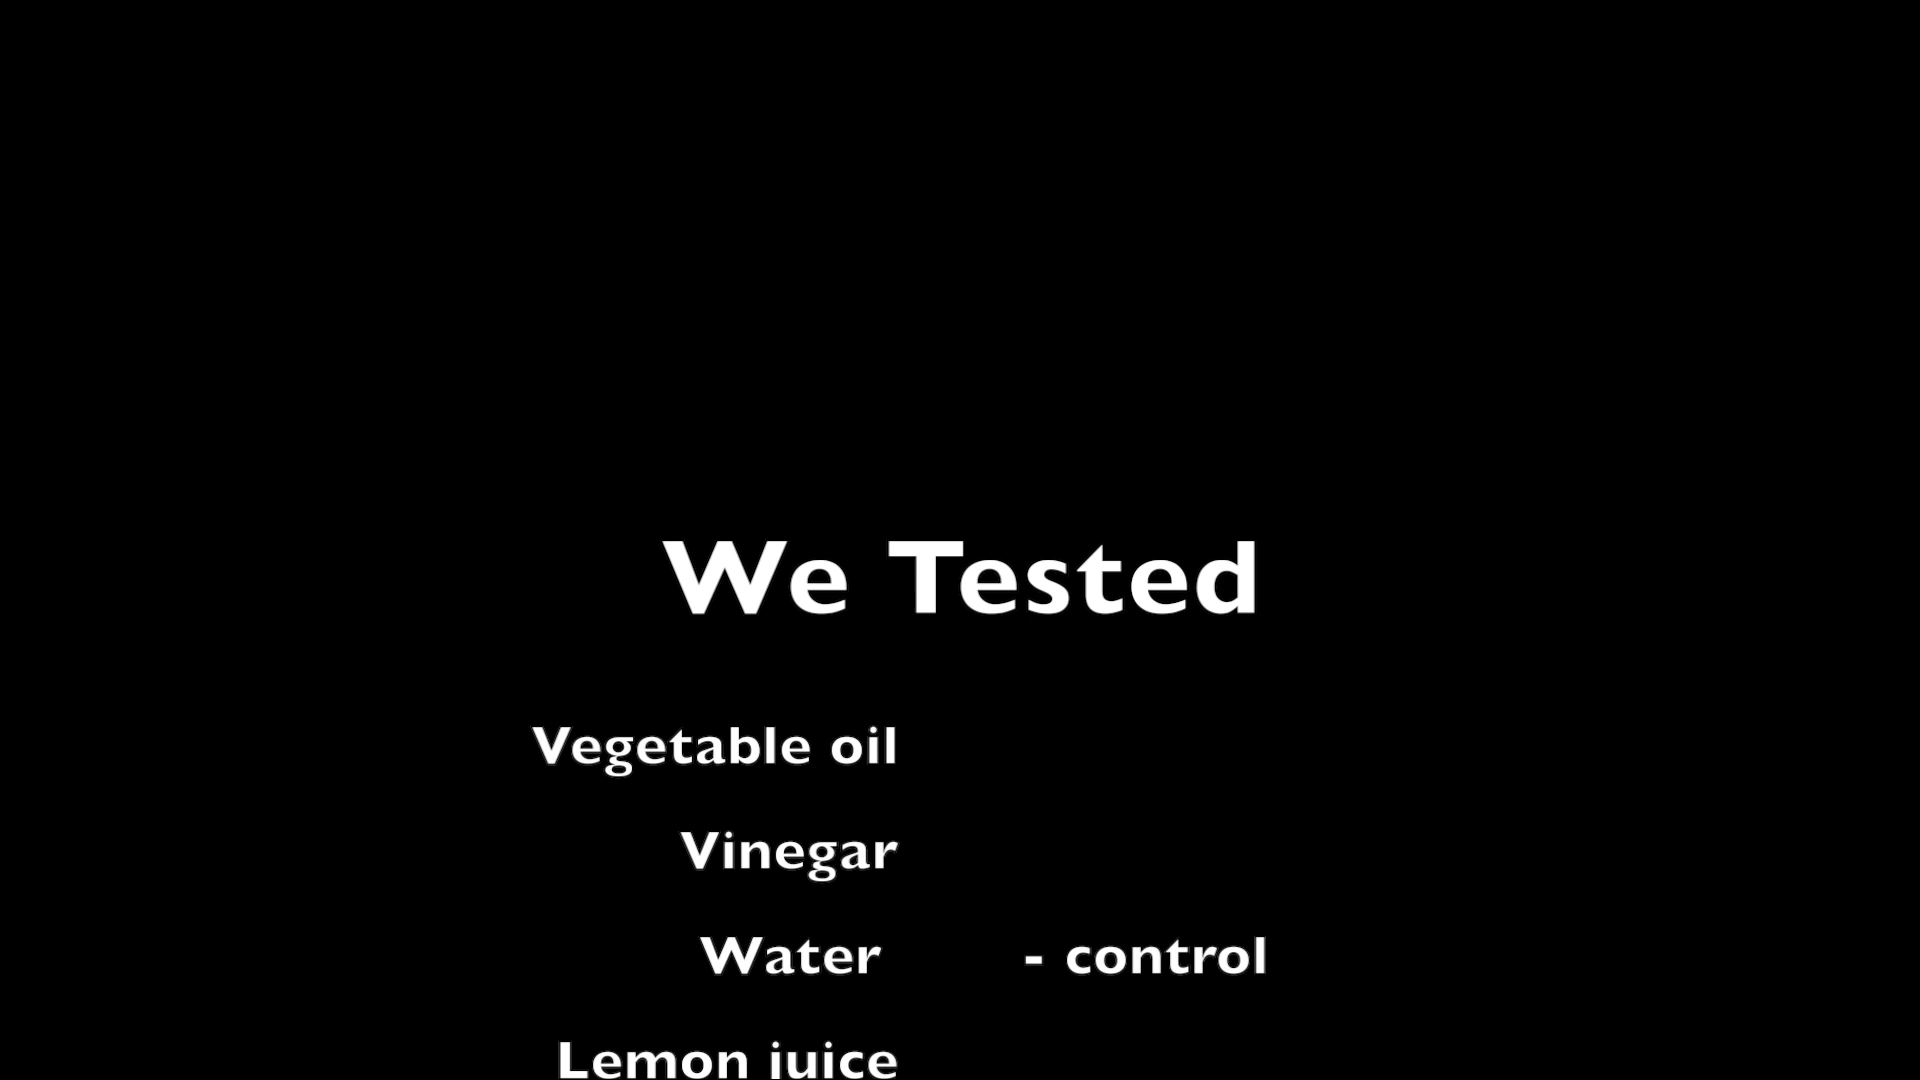 We Tested
Vegetable oil
Vinegar
Water - control
Lemon juice